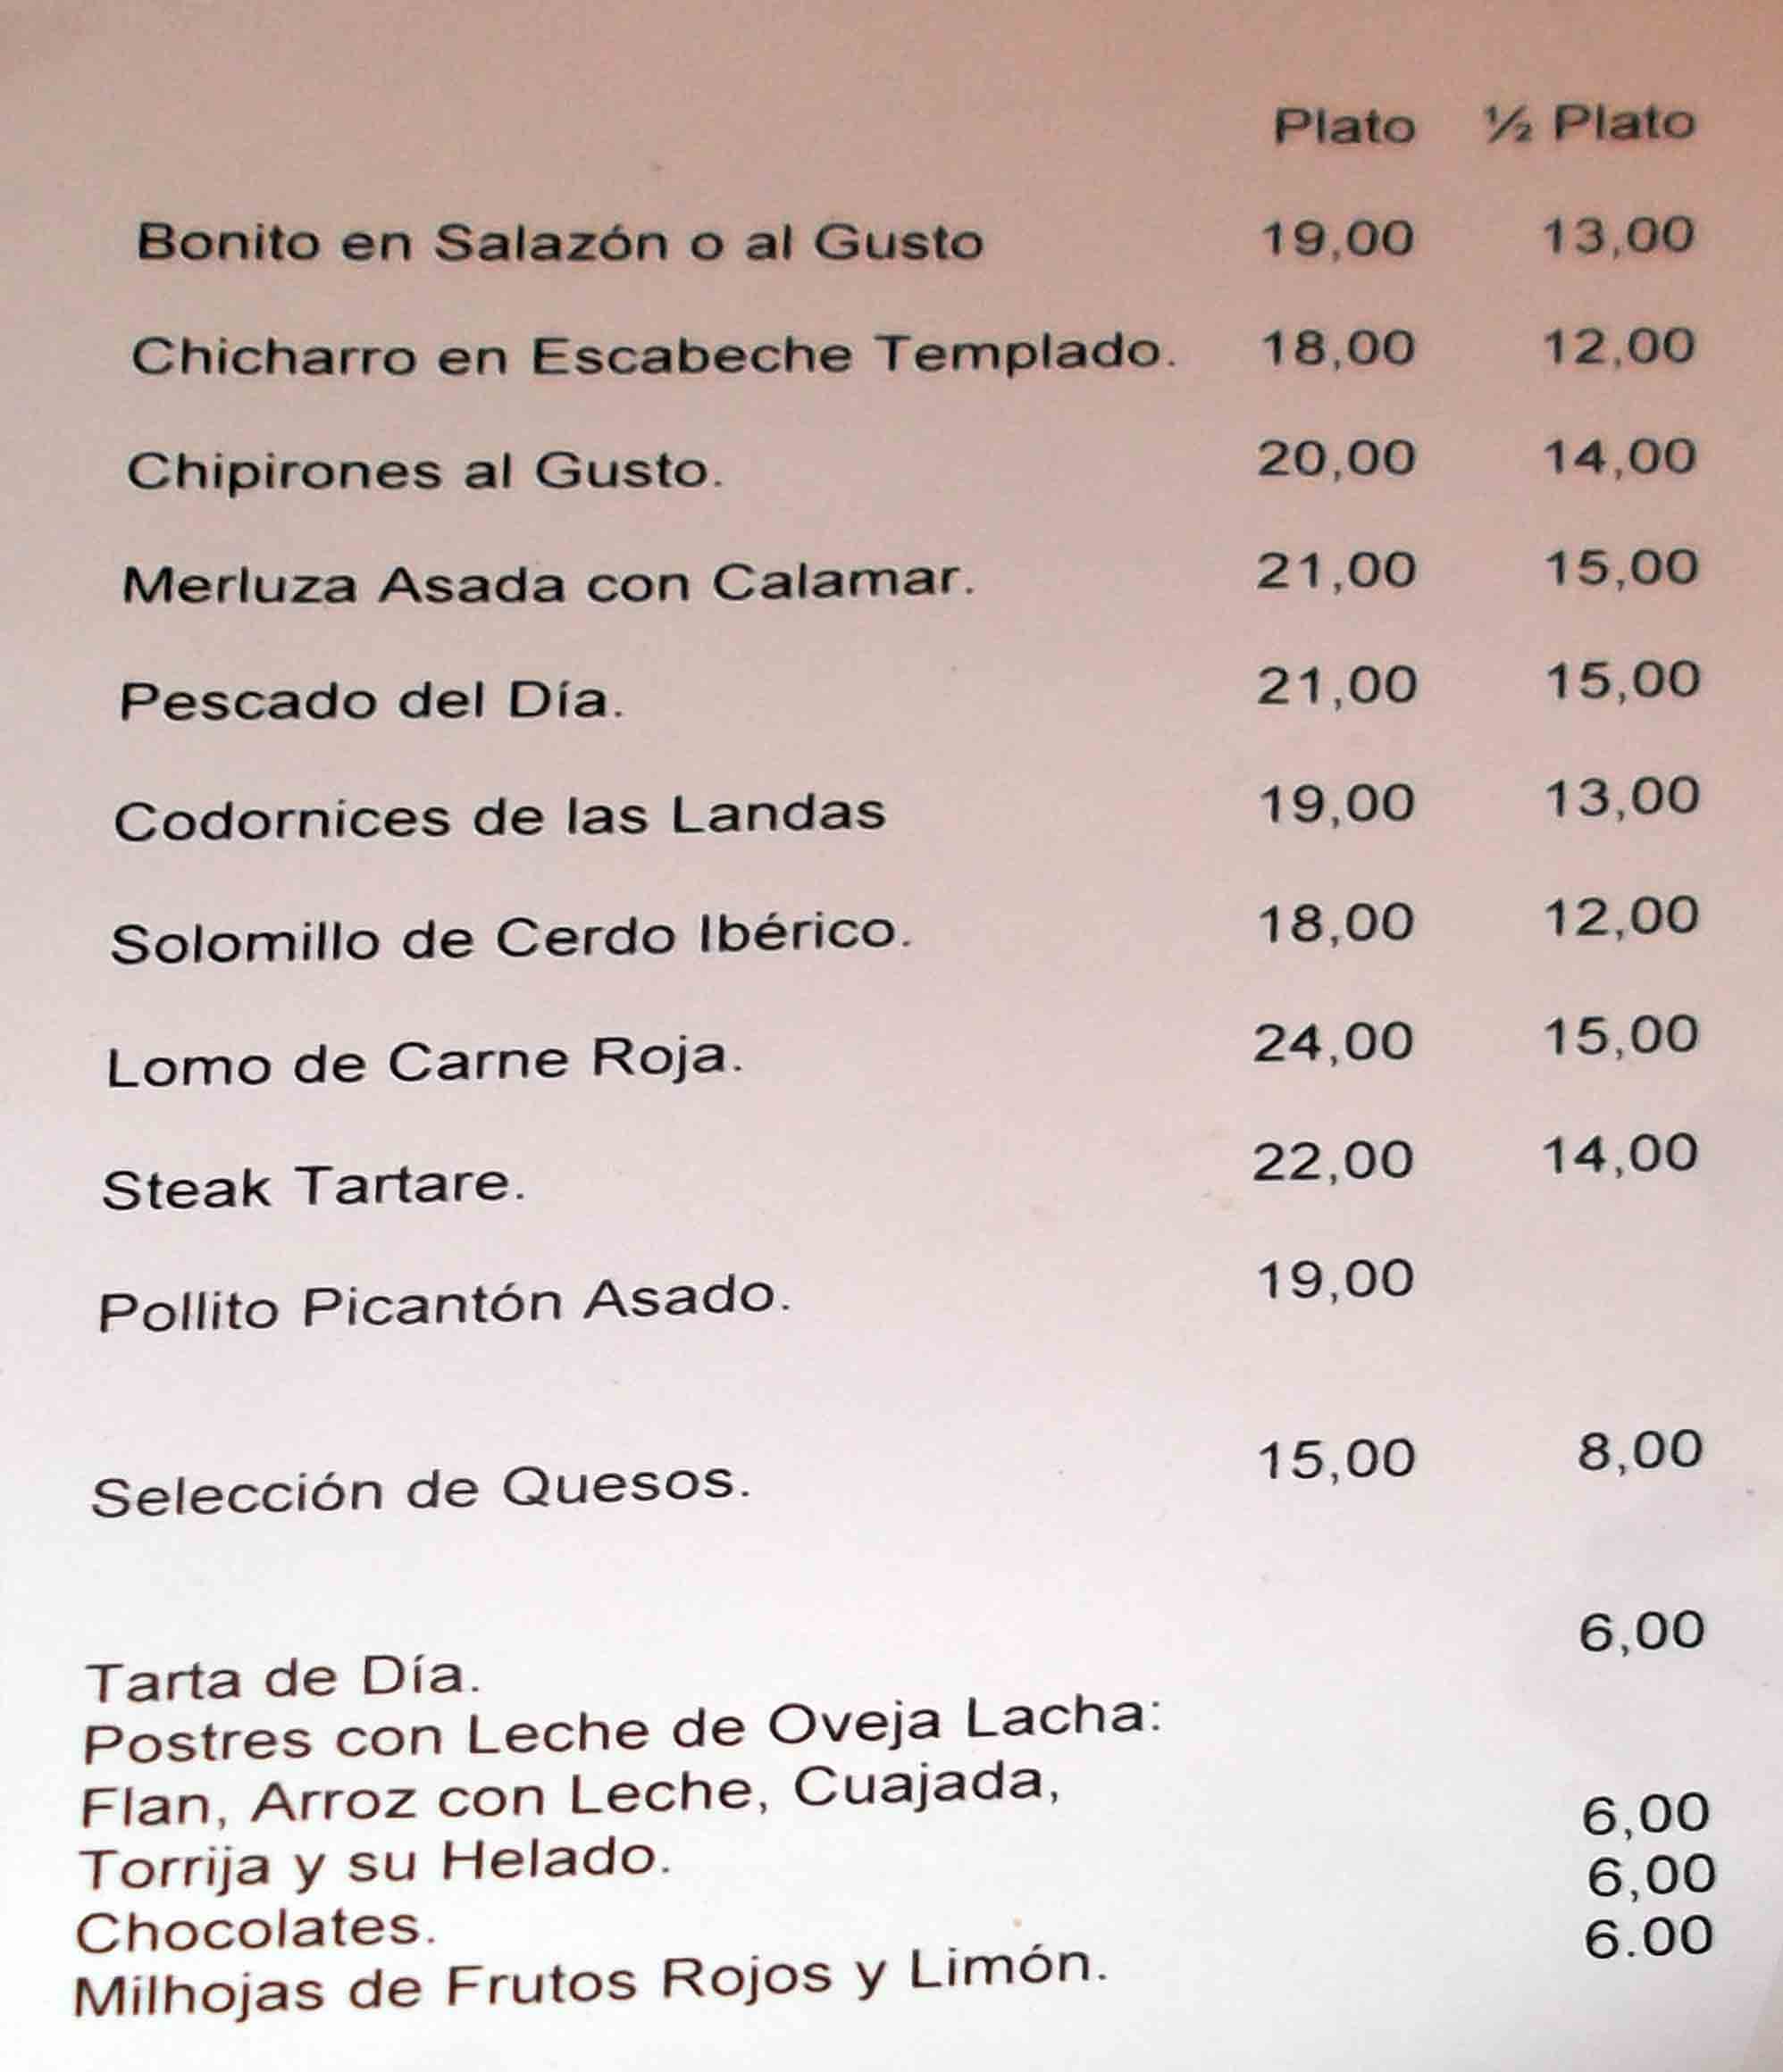 Plato ½ Plato
Bonito en Salazón o al Gusto 19,00 13,00
Chicharro en Escabeche Templado. 18,00 12,00
Chipirones al Gusto. 20,00 14,00
Merluza Asada con Calamar. 21,00 15,00
Pescado del Día. 21,00 15,00
Codornices de las Landas 19,00 13,00
Solomillo de Cerdo Ibérico. 18,00 12,00
Lomo de Carne Roja. 24,00 15,00
Steak Tartare. 22,00 14,00
Pollito Picantón Asado. 19,00
Selección de Quesos. 15,00 8,00
Tarta de Día. 6,00
Postres con Leche de Oveja Lacha:
Flan, Arroz con Leche, Cuajada,
Torrija y su Helado. 6,00
Chocolates. 6,00
Milhojas de Frutos Rojos y Limón. 6.00